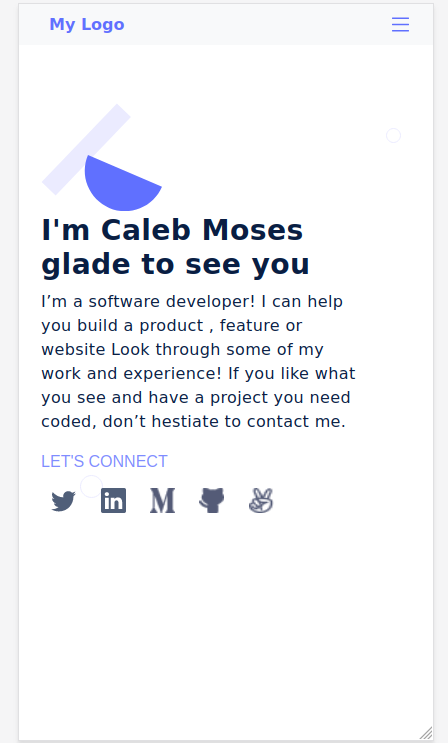 My Logo
I'm Caleb Moses
glade to see you
I’m a software developer! I can help
you build a product , feature or
website Look through some of my
work and experience! If you like what
you see and have a project you need
coded, don’t hestiate to contact me.
LET'S CONNECT